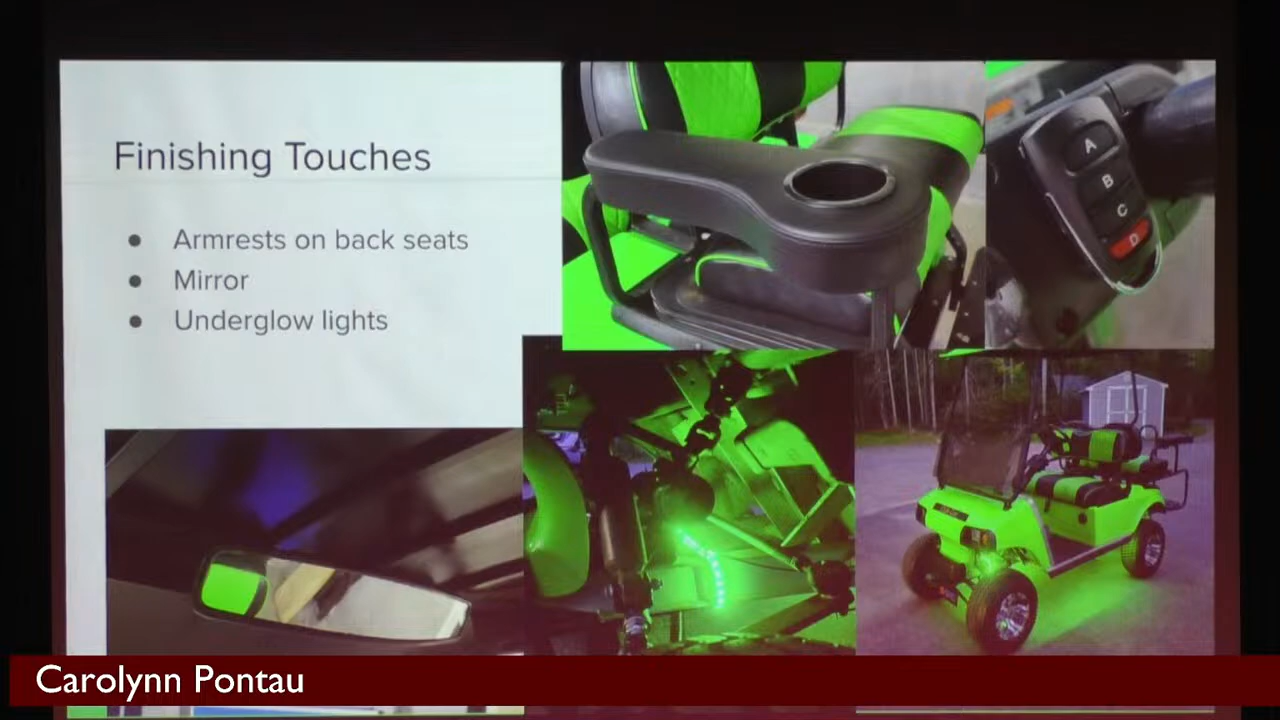 Finishing Touches
● Armrests on back seats
● Mirror
● Underglow lights
A
B
C
D
Carolynn Pontau